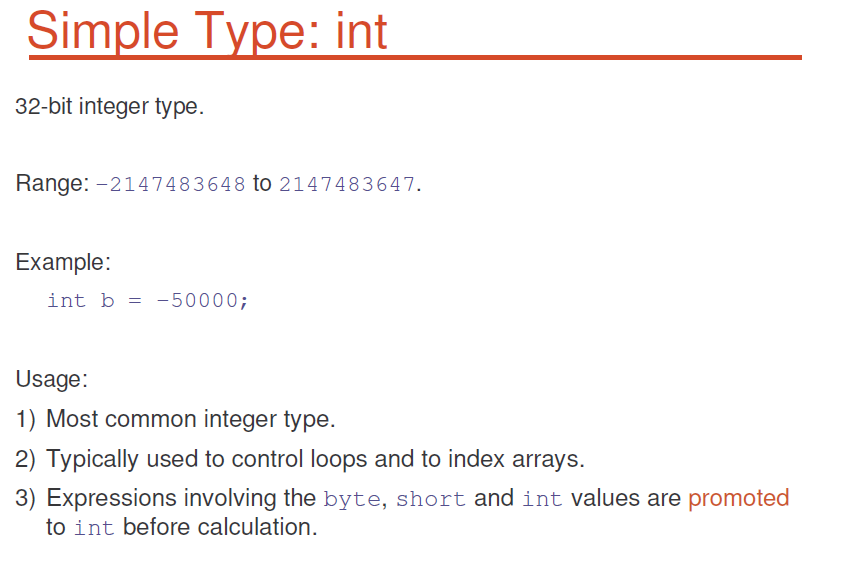 Simple Type: int
32-bit integer type.
Range: -2147483648 to 2147483647.
Example:
int b = -50000;
Usage:
1) Most common integer type.
2) Typically used to control loops and to index arrays.
3) Expressions involving the byte, short and int values are promoted
to int before calculation.